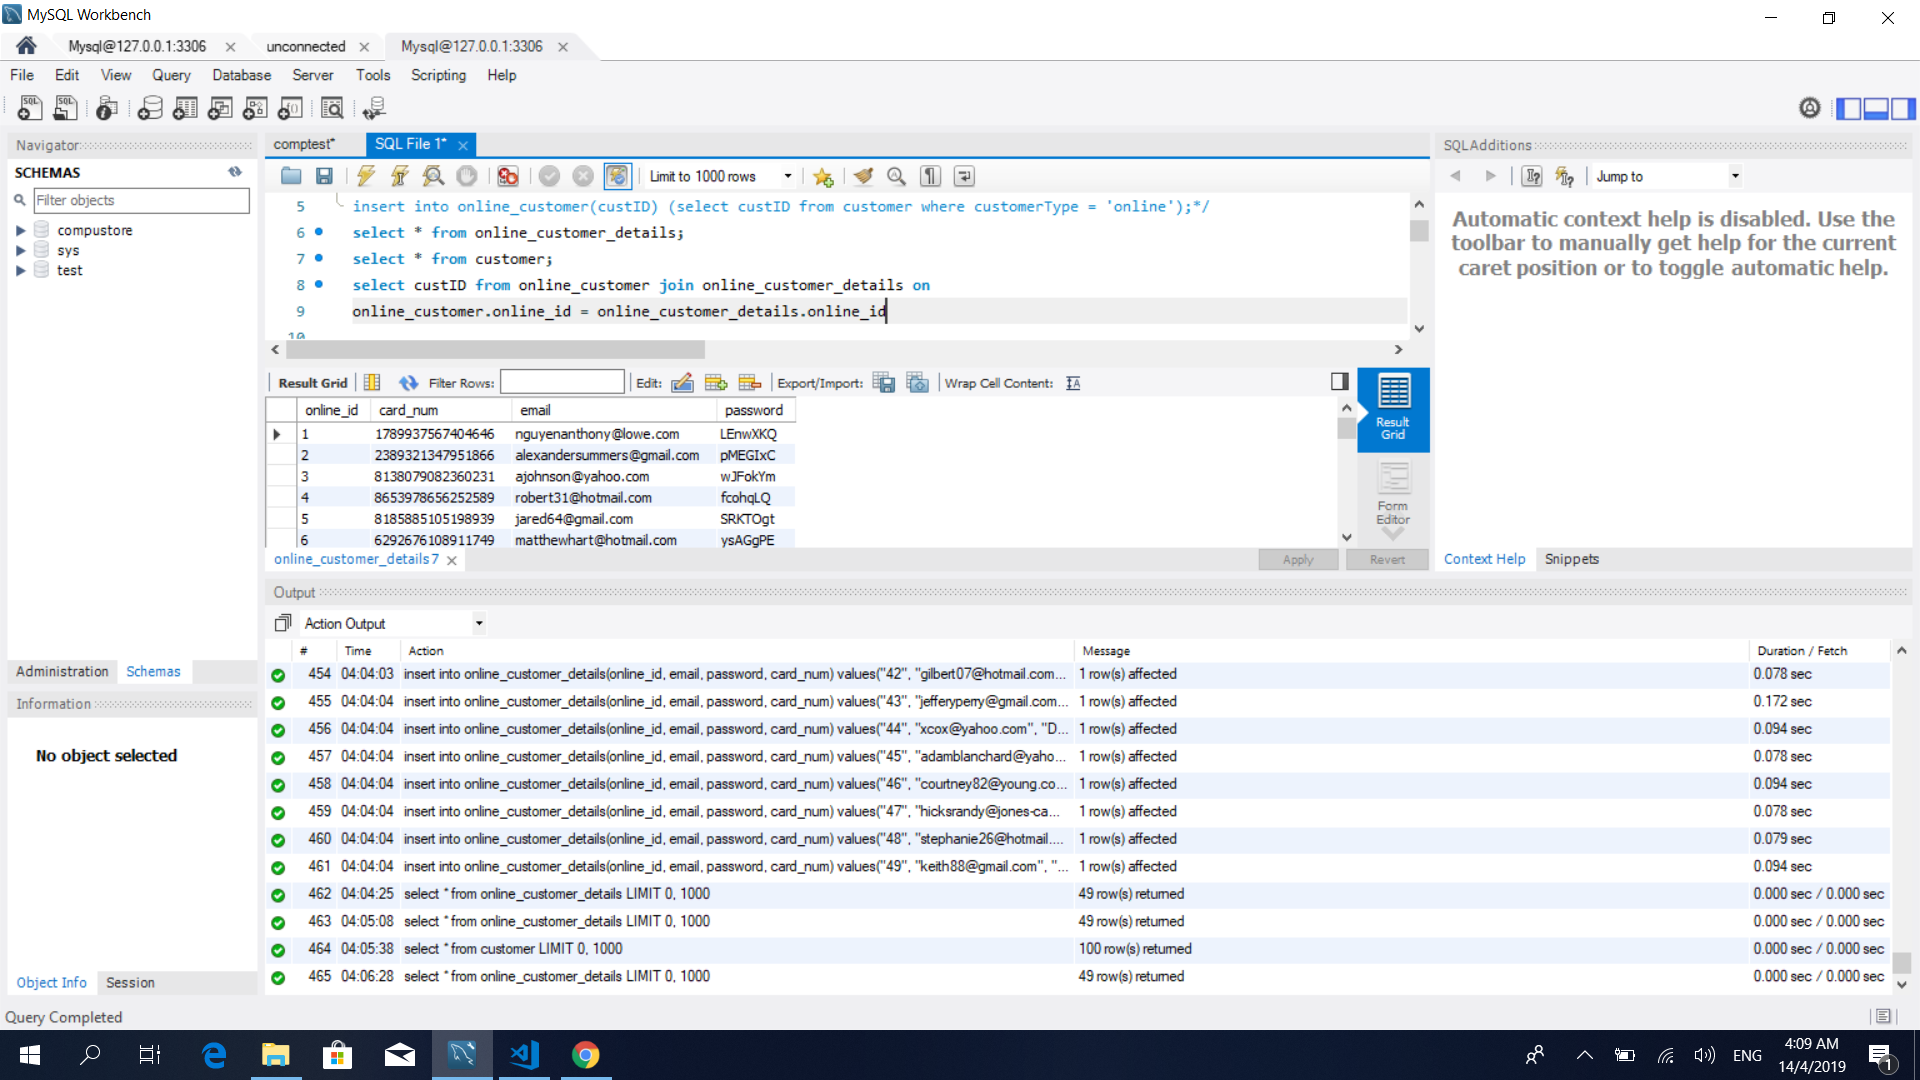 MySQL Workbench
Mysql@127.0.0.1:3306
unconnected
Mysql@127.0.0.1:3306
File Edit View Query Database Server Tools Scripting Help
Navigator
SCHEMAS
Filter objects
compustore
sys
test
Administration Schemas
Information
No object selected
Object Info Session
comptest* SQL File 1*
Limit to 1000 rows
5 insert into online_customer(custID) (select custID from customer where customerType = 'online');*/
6 select * from online_customer_details;
7 select * from customer;
8 select custID from online_customer join online_customer_details on
9 online_customer.online_id = online_customer_details.online_id
10
Result Grid Filter Rows: Edit: Export/Import: Wrap Cell Content:
online_id card_num email password
1 1789937567404646 nguyenanthony@lowe.com LEnwXKQ
2 2389321347951866 alexandersummers@gmail.com pMEGIxC
3 8138079082360231 ajohnson@yahoo.com wJFokYm
4 8653978656252589 robert31@hotmail.com fcohqLQ
5 8185885105198939 jared64@gmail.com SRKTOgt
6 6292676108911749 matthewhart@hotmail.com ysAGgPE
Result Grid
Form Editor
online_customer_details7
Apply Revert
SQLAdditions
Jump to
Automatic context help is disabled. Use the
toolbar to manually get help for the current
caret position or to toggle automatic help.
Context Help Snippets
Output
Action Output
# Time Action Message Duration / Fetch
454 04:04:03 insert into online_customer_details(online_id, email, password, card_num) values("42", "gilbert07@hotmail.com... 1 row(s) affected 0.078 sec
455 04:04:04 insert into online_customer_details(online_id, email, password, card_num) values("43", "jefferyperry@gmail.com... 1 row(s) affected 0.172 sec
456 04:04:04 insert into online_customer_details(online_id, email, password, card_num) values("44", "xcox@yahoo.com", "D... 1 row(s) affected 0.094 sec
457 04:04:04 insert into online_customer_details(online_id, email, password, card_num) values("45", "adamblanchard@yaho... 1 row(s) affected 0.078 sec
458 04:04:04 insert into online_customer_details(online_id, email, password, card_num) values("46", "courtney82@young.co... 1 row(s) affected 0.094 sec
459 04:04:04 insert into online_customer_details(online_id, email, password, card_num) values("47", "hicksrandy@jones-ca... 1 row(s) affected 0.078 sec
460 04:04:04 insert into online_customer_details(online_id, email, password, card_num) values("48", "stephanie26@hotmail.... 1 row(s) affected 0.079 sec
461 04:04:04 insert into online_customer_details(online_id, email, password, card_num) values("49", "keith88@gmail.com", "... 1 row(s) affected 0.094 sec
462 04:04:25 select * from online_customer_details LIMIT 0, 1000 49 row(s) returned 0.000 sec / 0.000 sec
463 04:05:08 select * from online_customer_details LIMIT 0, 1000 49 row(s) returned 0.000 sec / 0.000 sec
464 04:05:38 select * from customer LIMIT 0, 1000 100 row(s) returned 0.000 sec / 0.000 sec
465 04:06:28 select * from online_customer_details LIMIT 0, 1000 49 row(s) returned 0.000 sec / 0.000 sec
Query Completed
ENG
4:09 AM
14/4/2019
1